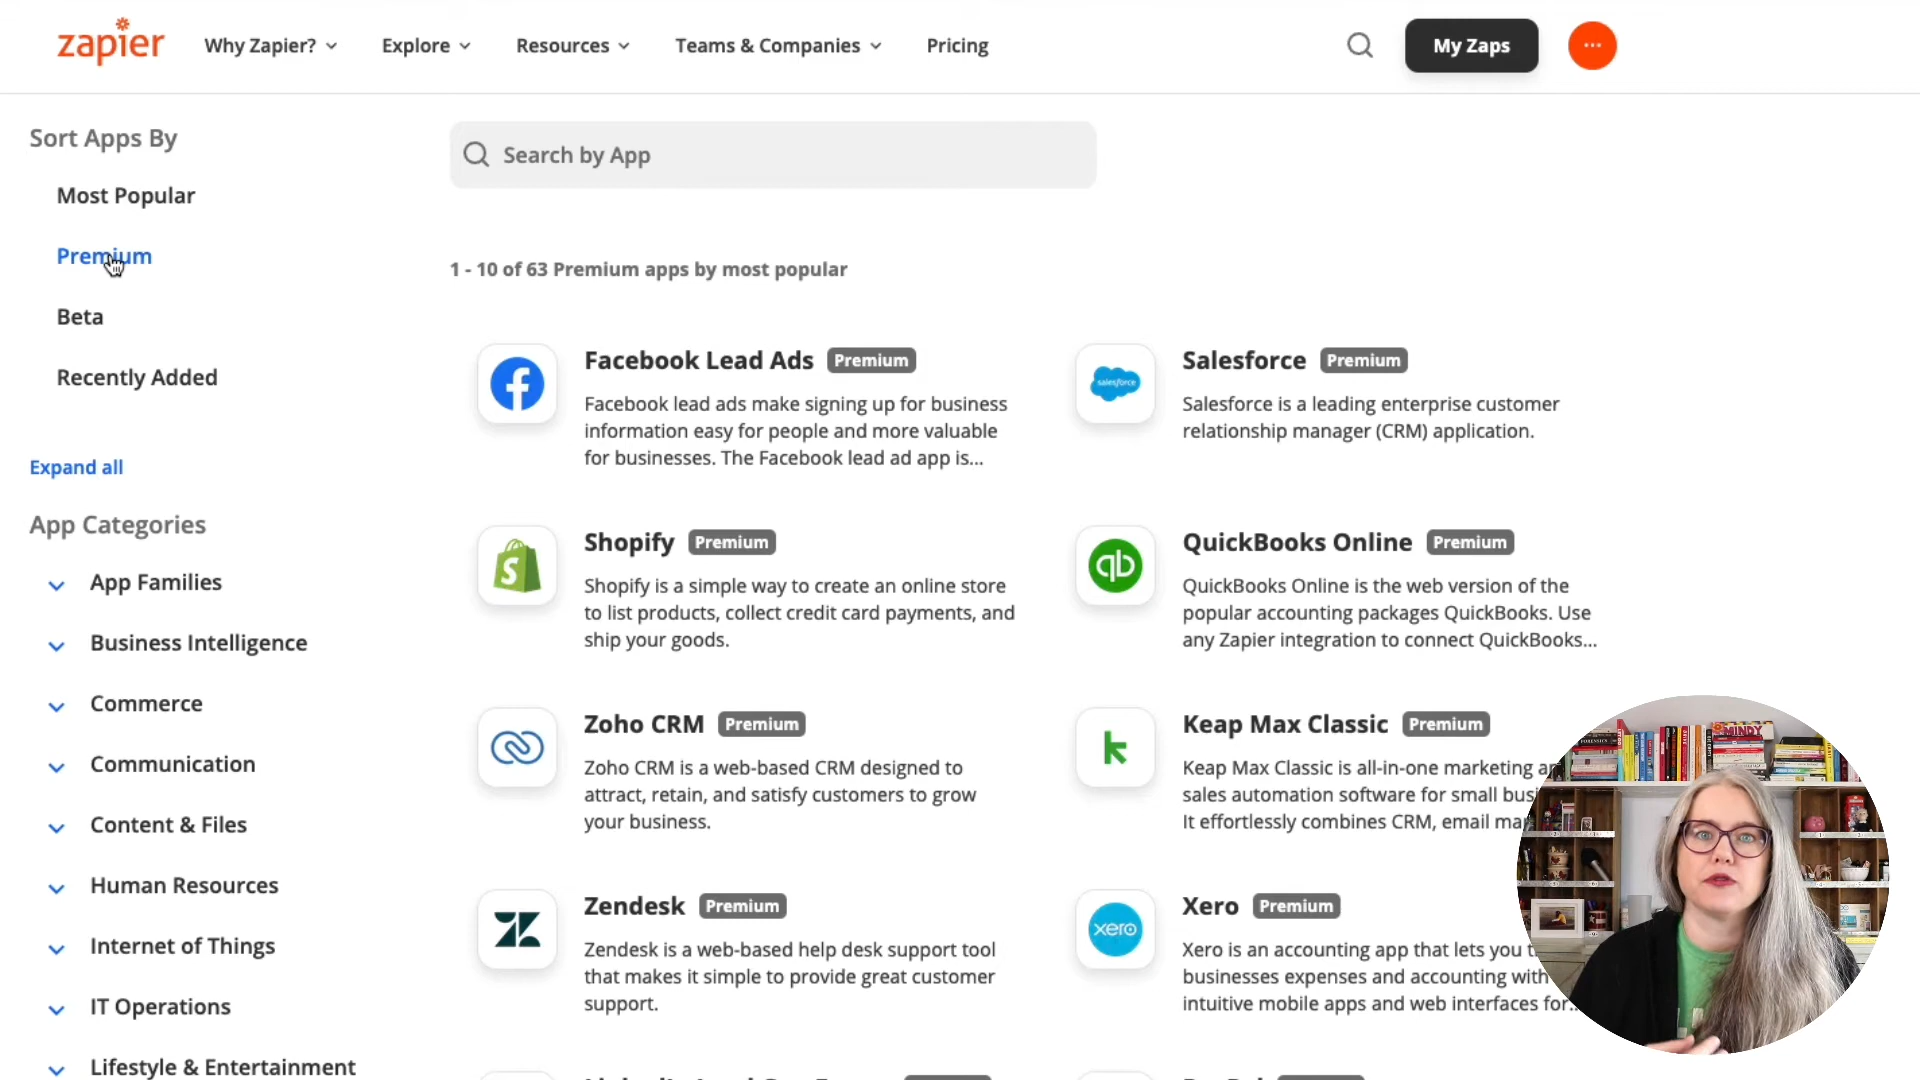 zapier
Why Zapier?
Explore
Resources
Teams & Companies
Pricing
My Zaps
Sort Apps By
Most Popular
Premium
Beta
Recently Added
Expand all
App Categories
App Families
Business Intelligence
Commerce
Communication
Content & Files
Human Resources
Internet of Things
IT Operations
Lifestyle & Entertainment
Search by App
1 - 10 of 63 Premium apps by most popular
Facebook Lead Ads Premium
Facebook lead ads make signing up for business
information easy for people and more valuable
for businesses. The Facebook lead ad app is...
salesforce
Salesforce Premium
Salesforce is a leading enterprise customer
relationship manager (CRM) application.
Shopify Premium
Shopify is a simple way to create an online store
to list products, collect credit card payments, and
ship your goods.
qb
QuickBooks Online Premium
QuickBooks Online is the web version of the
popular accounting packages QuickBooks. Use
any Zapier integration to connect QuickBooks...
Zoho CRM Premium
Zoho CRM is a web-based CRM designed to
attract, retain, and satisfy customers to grow
your business.
Keap Max Classic Premium
Keap Max Classic is all-in-one marketing
sales automation software for small
It effortlessly combines CRM, email
Zendesk Premium
Zendesk is a web-based help desk support tool
that makes it simple to provide great customer
support.
xero
Xero Premium
Xero is an accounting app that lets you
businesses expenses and accounting with
intuitive mobile apps and web interfaces for...
MINDY